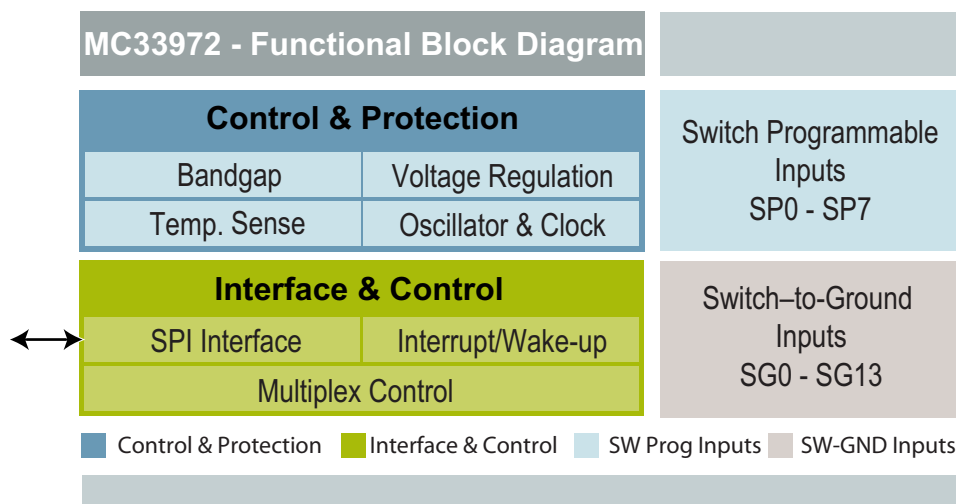 MC33972 - Functional Block Diagram
Control & Protection
Bandgap
Voltage Regulation
Temp. Sense
Oscillator & Clock
Switch Programmable
Inputs
SP0 - SP7
Interface & Control
SPI Interface
Interrupt/Wake-up
Multiplex Control
Switch–to-Ground
Inputs
SG0 - SG13
Control & Protection
Interface & Control
SW Prog Inputs
SW-GND Inputs